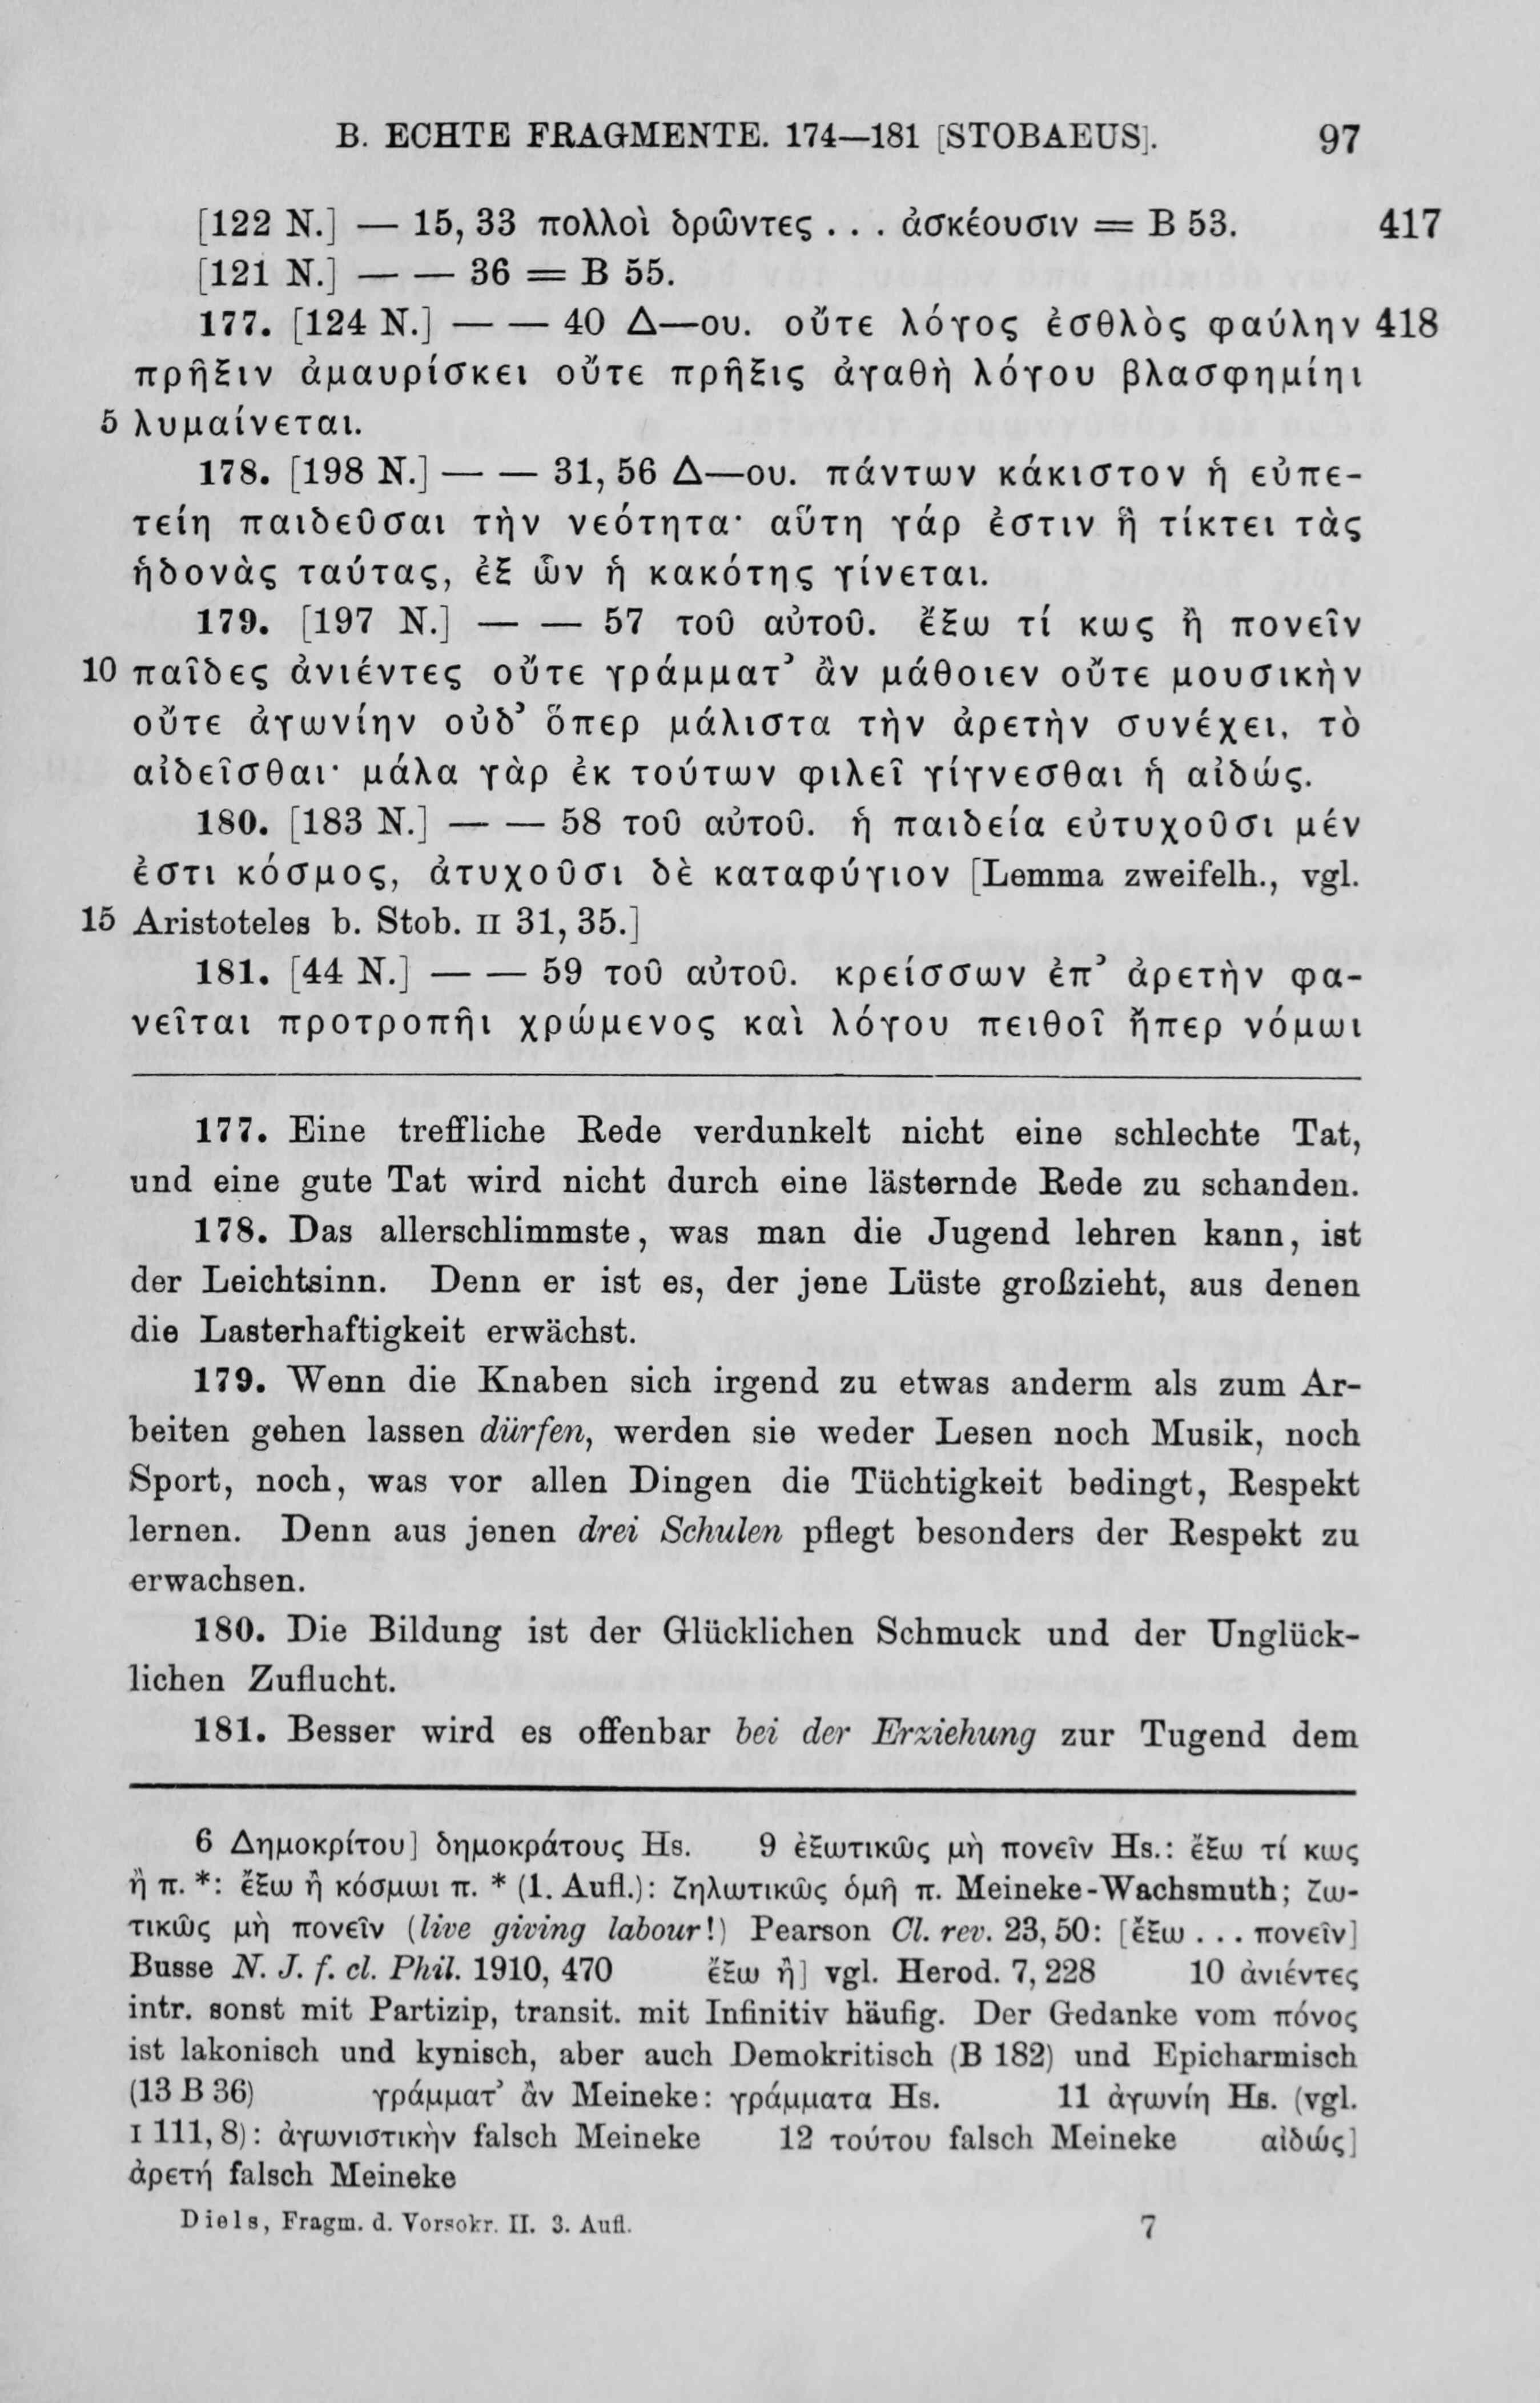 B. ECHTE FRAGMENTE. 174—181 [STOBAEUS]. 97
[122 N.] — 15, 33 πολλοὶ δρῶντες . . . ἀσκέουσιν = B 53. 417
[121 N.] — — 36 = B 55.
177. [124 N.] — — 40 Δ—ου. οὔτε λόγος ἐσθλὸς φαύλην 418
πρῆξιν ἀμαυρίσκει οὔτε πρῆξις ἀγαθὴ λόγου βλασφημίηι
5 λυμαίνεται.
178. [198 N.] — — 31, 56 Δ—ου. πάντων κάκιστον ἡ εὐπε-
τείη παιδεῦσαι τὴν νεότητα· αὕτη γάρ ἐστιν ἣ τίκτει τὰς
ἡδονὰς ταύτας, ἐξ ὧν ἡ κακότης γίνεται.
179. [197 N.] — — 57 τοῦ αὐτοῦ. ἔξω τί κως ἢ πονεῖν
10 παῖδες ἀνιέντες οὔτε γράμματ’ ἂν μάθοιεν οὔτε μουσικὴν
οὔτε ἀγωνίην οὐδ’ ὅπερ μάλιστα τὴν ἀρετὴν συνέχει, τὸ
αἰδεῖσθαι· μάλα γὰρ ἐκ τούτων φιλεῖ γίγνεσθαι ἡ αἰδώς.
180. [183 N.] — — 58 τοῦ αὐτοῦ. ἡ παιδεία εὐτυχοῦσι μέν
ἐστι κόσμος, ἀτυχοῦσι δὲ καταφύγιον [Lemma zweifelh., vgl.
15 Aristoteles b. Stob. II 31, 35.]
181. [44 N.] — — 59 τοῦ αὐτοῦ. κρείσσων ἐπ’ ἀρετὴν φα-
νεῖται προτροπῆι χρώμενος καὶ λόγου πειθοῖ ἤπερ νόμωι
177. Eine treffliche Rede verdunkelt nicht eine schlechte Tat,
und eine gute Tat wird nicht durch eine lästernde Rede zu schanden.
178. Das allerschlimmste, was man die Jugend lehren kann, ist
der Leichtsinn. Denn er ist es, der jene Lüste großzieht, aus denen
die Lasterhaftigkeit erwächst.
179. Wenn die Knaben sich irgend zu etwas anderm als zum Ar-
beiten gehen lassen dürfen, werden sie weder Lesen noch Musik, noch
Sport, noch, was vor allen Dingen die Tüchtigkeit bedingt, Respekt
lernen. Denn aus jenen drei Schulen pflegt besonders der Respekt zu
erwachsen.
180. Die Bildung ist der Glücklichen Schmuck und der Unglück-
lichen Zuflucht.
181. Besser wird es offenbar bei der Erziehung zur Tugend dem
6 Δημοκρίτου] δημοκράτους Hs. 9 ἐξωτικῶς μὴ πονεῖν Hs.: ἔξω τί κως
ἢ π. *: ἔξω ἢ κόσμωι π. * (1. Aufl.): ζηλωτικῶς ὁμῆ π. Meineke-Wachsmuth; ζω-
τικῶς μὴ πονεῖν (live giving labour!) Pearson Cl. rev. 23, 50: [ἔξω . . . πονεῖν]
Busse N. J. f. cl. Phil. 1910, 470 ἔξω ἢ] vgl. Herod. 7, 228 10 ἀνιέντες
intr. sonst mit Partizip, transit. mit Infinitiv häufig. Der Gedanke vom πόνος
ist lakonisch und kynisch, aber auch Demokritisch (B 182) und Epicharmisch
(13 B 36) γράμματ’ ἂν Meineke: γράμματα Hs. 11 ἀγωνίη Hs. (vgl.
I 111, 8): ἀγωνιστικὴν falsch Meineke 12 τούτου falsch Meineke αἰδώς]
ἀρετή falsch Meineke
Diels, Fragm. d. Vorsokr. II. 3. Aufl. 7